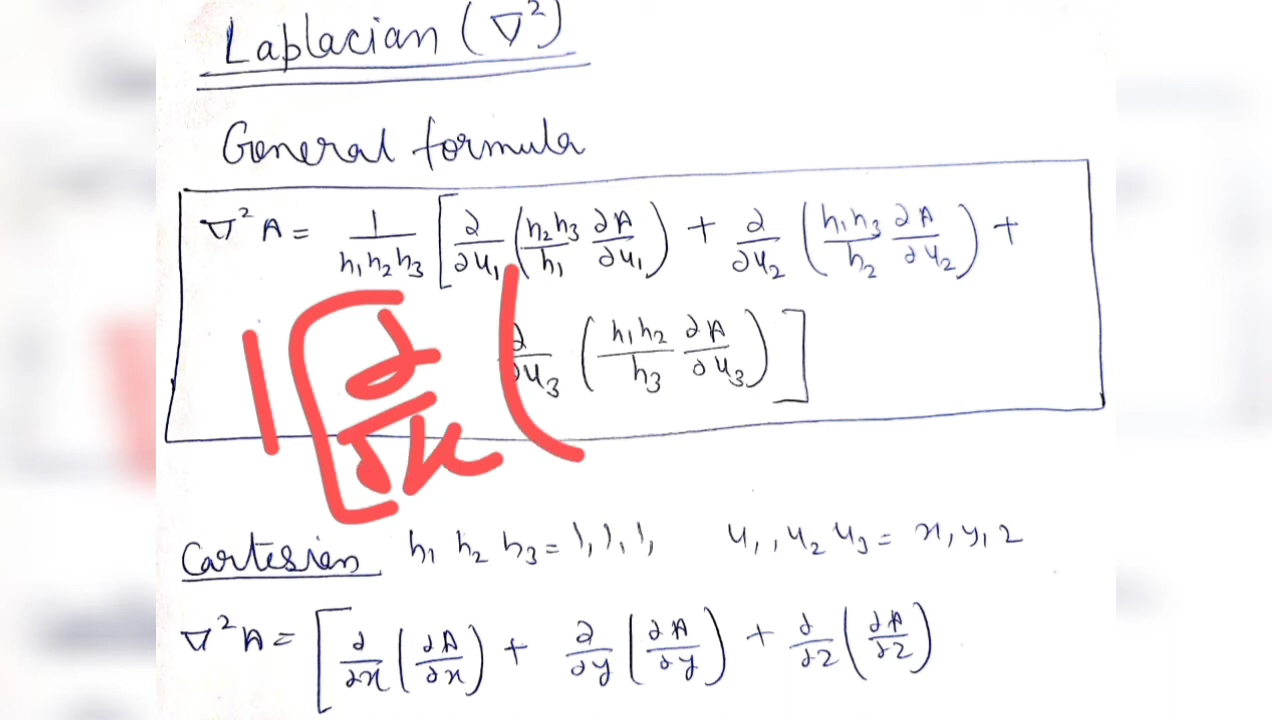 Laplacian (∇²)
General formula
∇²A = 1/h₁h₂h₃ [∂/∂u₁ (h₂h₃/h₁ ∂A/∂u₁) + ∂/∂u₂ (h₁h₃/h₂ ∂A/∂u₂) +
∂/∂u₃ (h₁h₂/h₃ ∂A/∂u₃)]
1 [∂/∂x (
Cartesian h₁ h₂ h₃ = 1, 1, 1, u₁, u₂ u₃ = x, y, z
∇²A = [∂/∂x (∂A/∂x) + ∂/∂y (∂A/∂y) + ∂/∂z (∂A/∂z)